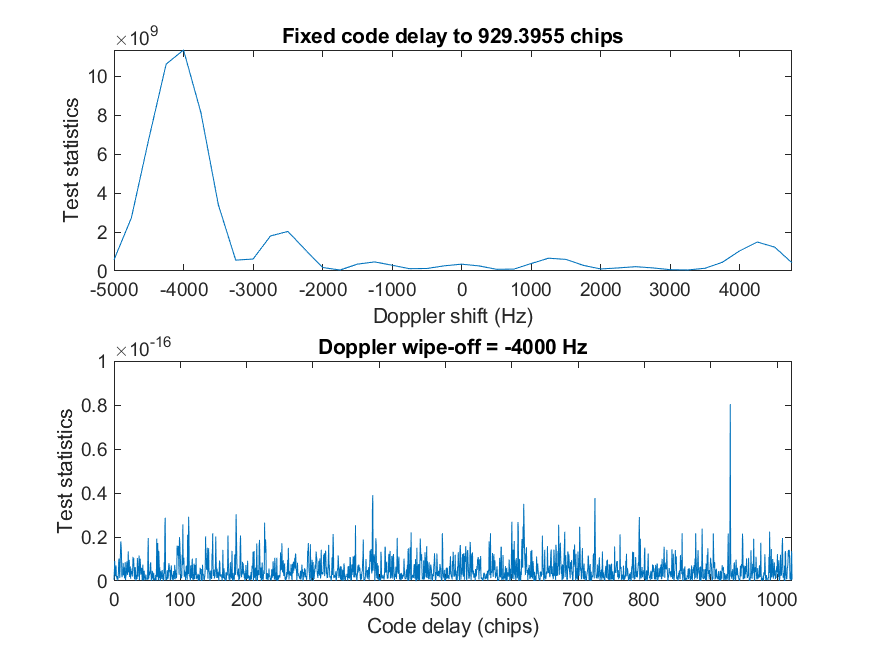 ×10^9
Fixed code delay to 929.3955 chips
10
8
6
4
2
0
Test statistics
-5000 -4000 -3000 -2000 -1000 0 1000 2000 3000 4000
Doppler shift (Hz)
×10^-16
Doppler wipe-off = -4000 Hz
1
0.8
0.6
0.4
0.2
0
Test statistics
0 100 200 300 400 500 600 700 800 900 1000
Code delay (chips)